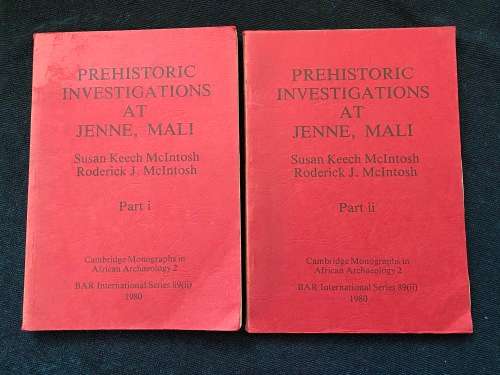 PREHISTORIC
INVESTIGATIONS
AT
JENNE, MALI
Susan Keech McIntosh
Roderick J. McIntosh
Part i
Cambridge Monographs in
African Archaeology 2
BAR International Series 89(ii)
1980
PREHISTORIC
INVESTIGATIONS
AT
JENNE, MALI
Susan Keech McIntosh
Roderick J. McIntosh
Part ii
Cambridge Monographs in
African Archaeology 2
BAR International Series 89(ii)
1980